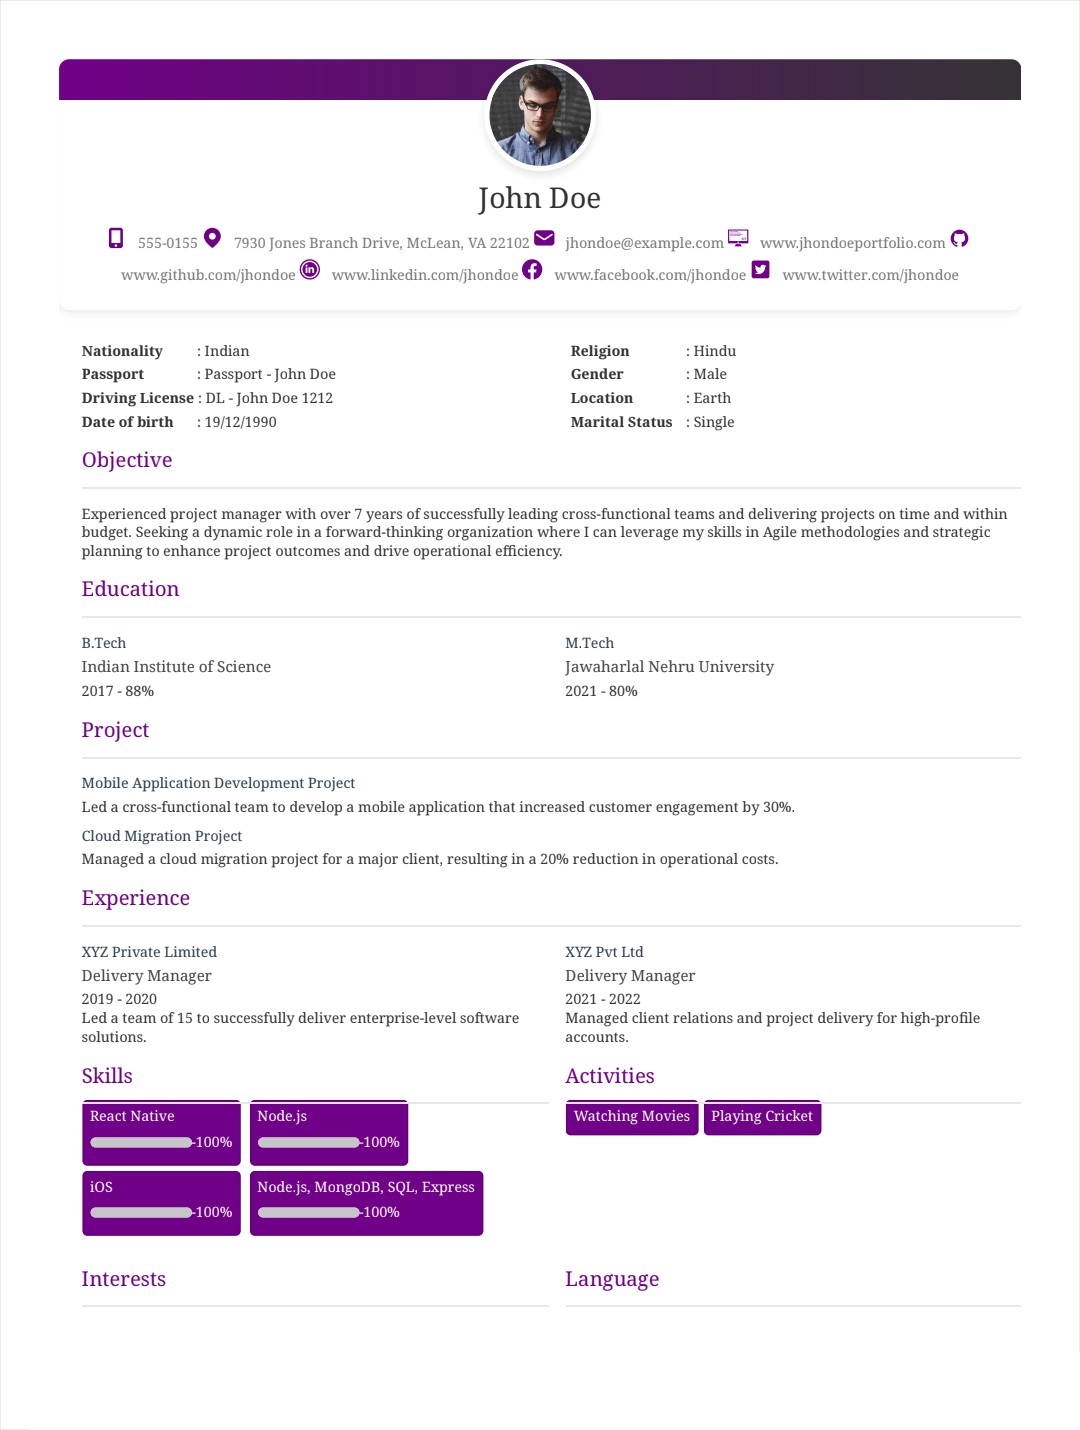 John Doe
555-0155 7930 Jones Branch Drive, McLean, VA 22102 jhondoe@example.com www.jhondoeportfolio.com
www.github.com/jhondoe www.linkedin.com/jhondoe www.facebook.com/jhondoe www.twitter.com/jhondoe
Nationality : Indian
Passport : Passport - John Doe
Driving License : DL - John Doe 1212
Date of birth : 19/12/1990
Religion : Hindu
Gender : Male
Location : Earth
Marital Status : Single
Objective
Experienced project manager with over 7 years of successfully leading cross-functional teams and delivering projects on time and within
budget. Seeking a dynamic role in a forward-thinking organization where I can leverage my skills in Agile methodologies and strategic
planning to enhance project outcomes and drive operational efficiency.
Education
B.Tech
Indian Institute of Science
2017 - 88%
M.Tech
Jawaharlal Nehru University
2021 - 80%
Project
Mobile Application Development Project
Led a cross-functional team to develop a mobile application that increased customer engagement by 30%.
Cloud Migration Project
Managed a cloud migration project for a major client, resulting in a 20% reduction in operational costs.
Experience
XYZ Private Limited
Delivery Manager
2019 - 2020
Led a team of 15 to successfully deliver enterprise-level software
solutions.
XYZ Pvt Ltd
Delivery Manager
2021 - 2022
Managed client relations and project delivery for high-profile
accounts.
Skills
React Native
-100%
Node.js
-100%
iOS
-100%
Node.js, MongoDB, SQL, Express
-100%
Activities
Watching Movies
Playing Cricket
Interests
Language